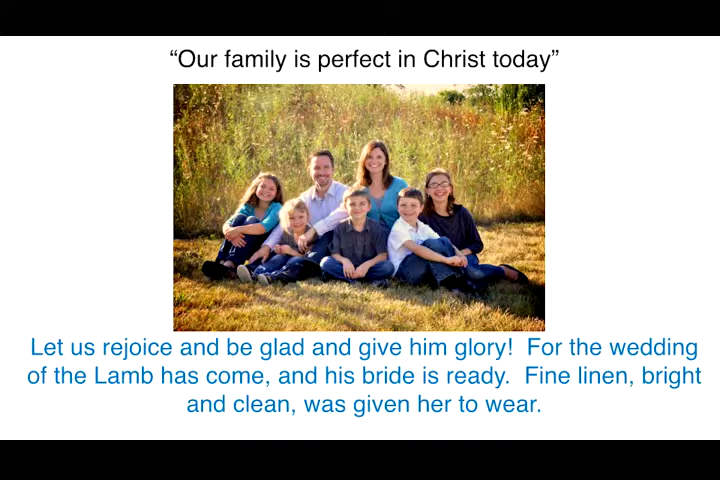 “Our family is perfect in Christ today”
Let us rejoice and be glad and give him glory!  For the wedding
of the Lamb has come, and his bride is ready.  Fine linen, bright
and clean, was given her to wear.